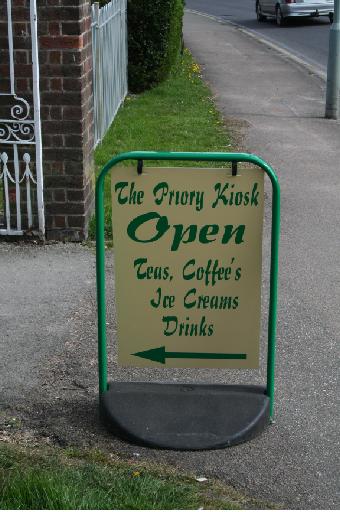 The Priory Kiosk
Open
Teas, Coffee's
Ice Creams
Drinks